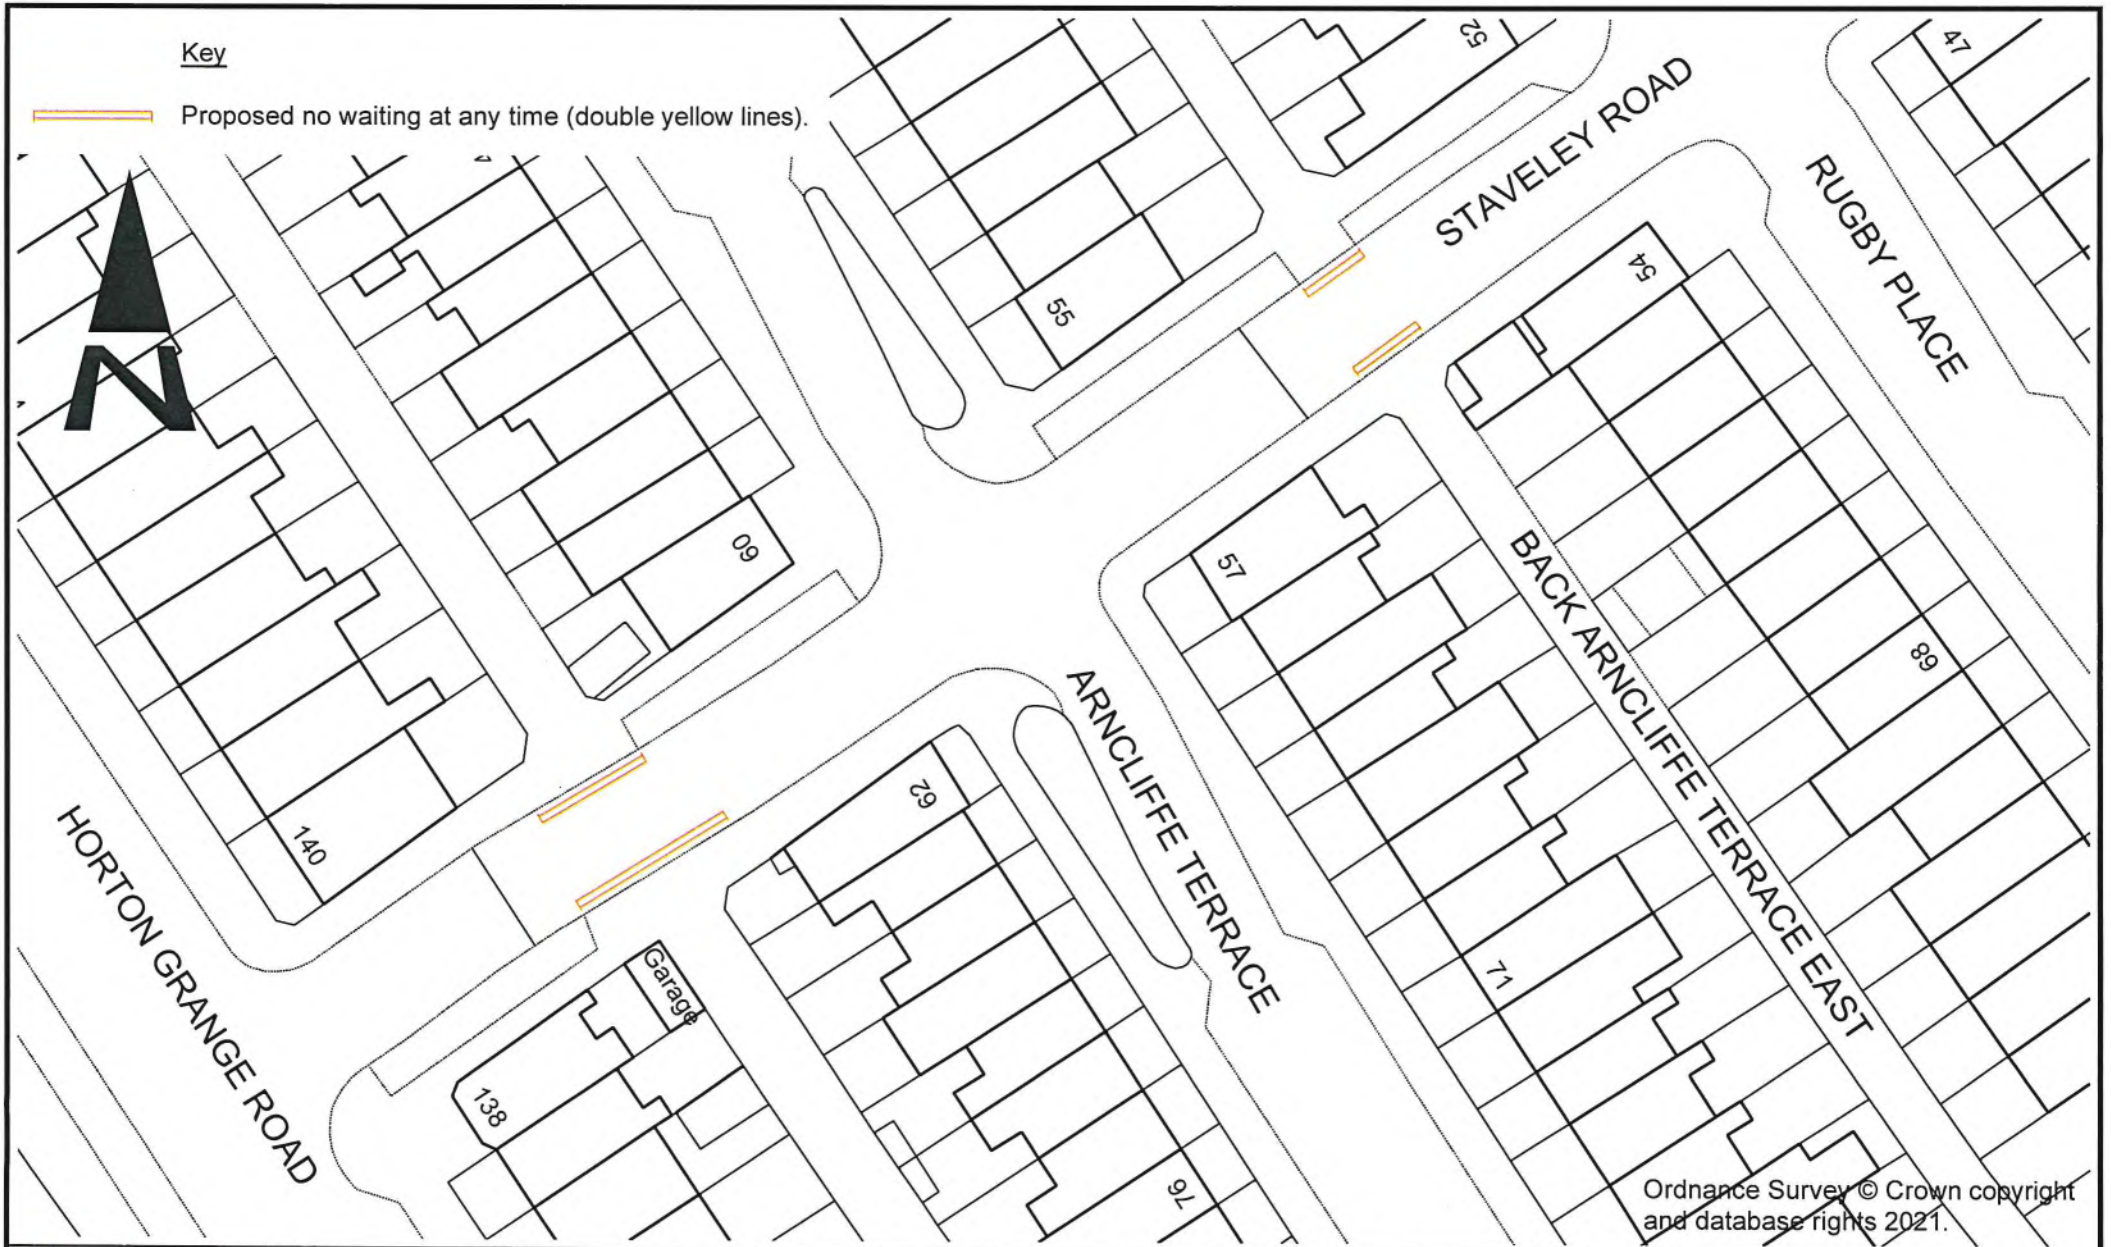 Key
Proposed no waiting at any time (double yellow lines).
N
52
47
STAVELEY ROAD
RUGBY PLACE
54
55
60
57
BACK ARNCLIFFE TERRACE EAST
89
ARNCLIFFE TERRACE
62
140
HORTON GRANGE ROAD
Garage
71
138
76
Ordnance Survey © Crown copyright
and database rights 2021.